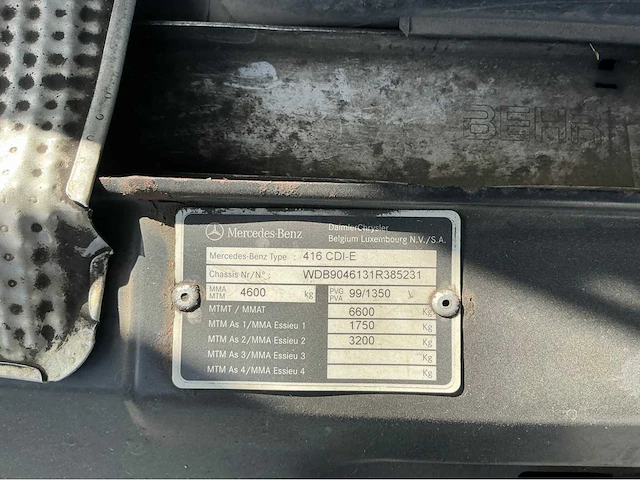 BEHR
Mercedes-Benz
DaimlerChrysler
Belgium Luxembourg N.V./S.A.
Mercedes-Benz Type : 416 CDI-E
Chassis Nr/N° : WDB9046131R385231
MMA MTM 4600 kg PVG PVA 99/1350
MTMT / MMAT 6600 Kg
MTM As 1/MMA Essieu 1 1750 Kg
MTM As 2/MMA Essieu 2 3200 Kg
MTM As 3/MMA Essieu 3 Kg
MTM As 4/MMA Essieu 4 Kg